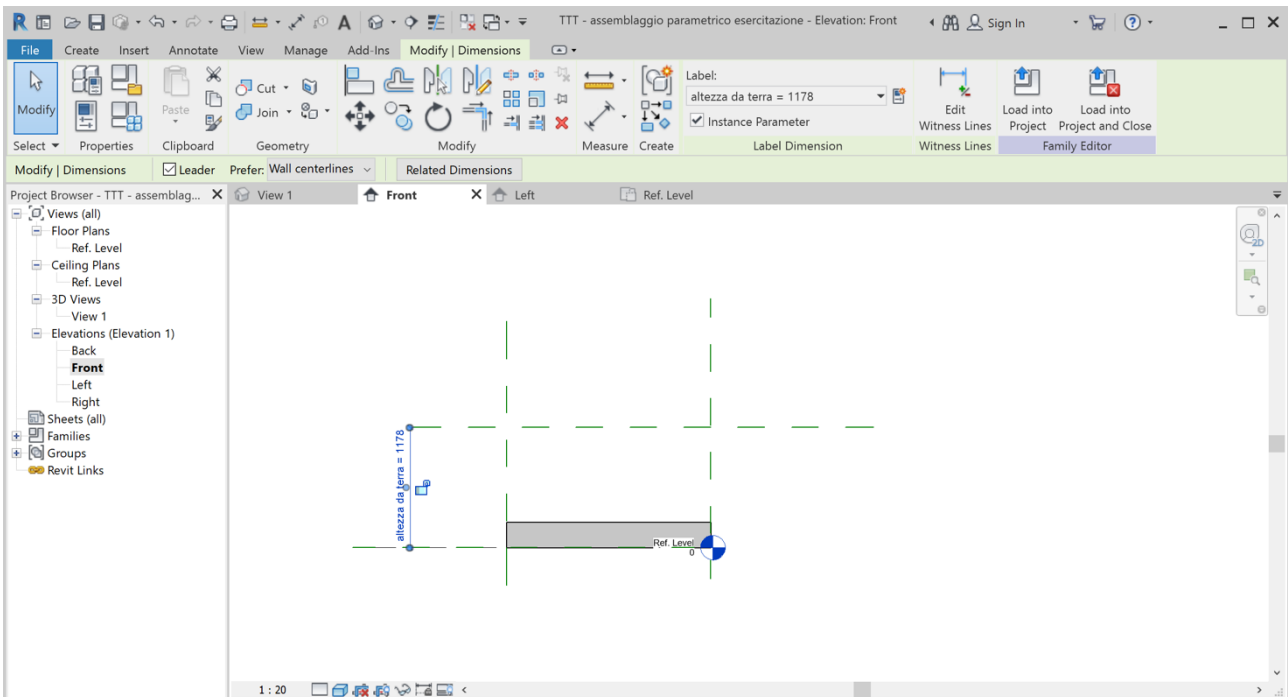 TTT - assemblaggio parametrico esercitazione - Elevation: Front
Sign In
File Create Insert Annotate View Manage Add-Ins Modify | Dimensions
Modify
Paste
Cut
Join
Label:
altezza da terra = 1178
Instance Parameter
Edit
Witness Lines
Load into
Project
Load into
Project and Close
Select Properties Clipboard Geometry Modify Measure Create Label Dimension Witness Lines Family Editor
Modify | Dimensions Leader Prefer: Wall centerlines Related Dimensions
Project Browser - TTT - assemblag...
View 1 Front Left Ref. Level
Views (all)
Floor Plans
Ref. Level
Ceiling Plans
Ref. Level
3D Views
View 1
Elevations (Elevation 1)
Back
Front
Left
Right
Sheets (all)
Families
Groups
Revit Links
altezza da terra = 1178
Ref. Level
0
2D
1 : 20